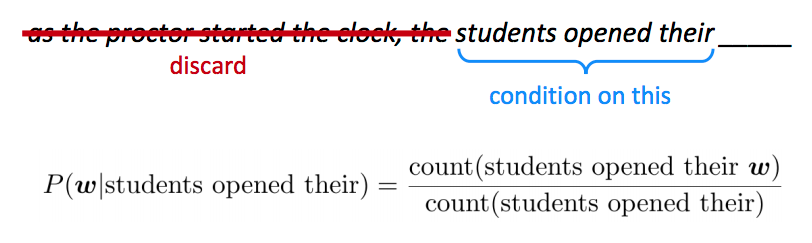 as the proctor started the clock, the students opened their _____
discard
condition on this
P(w|students opened their) = count(students opened their w) / count(students opened their)